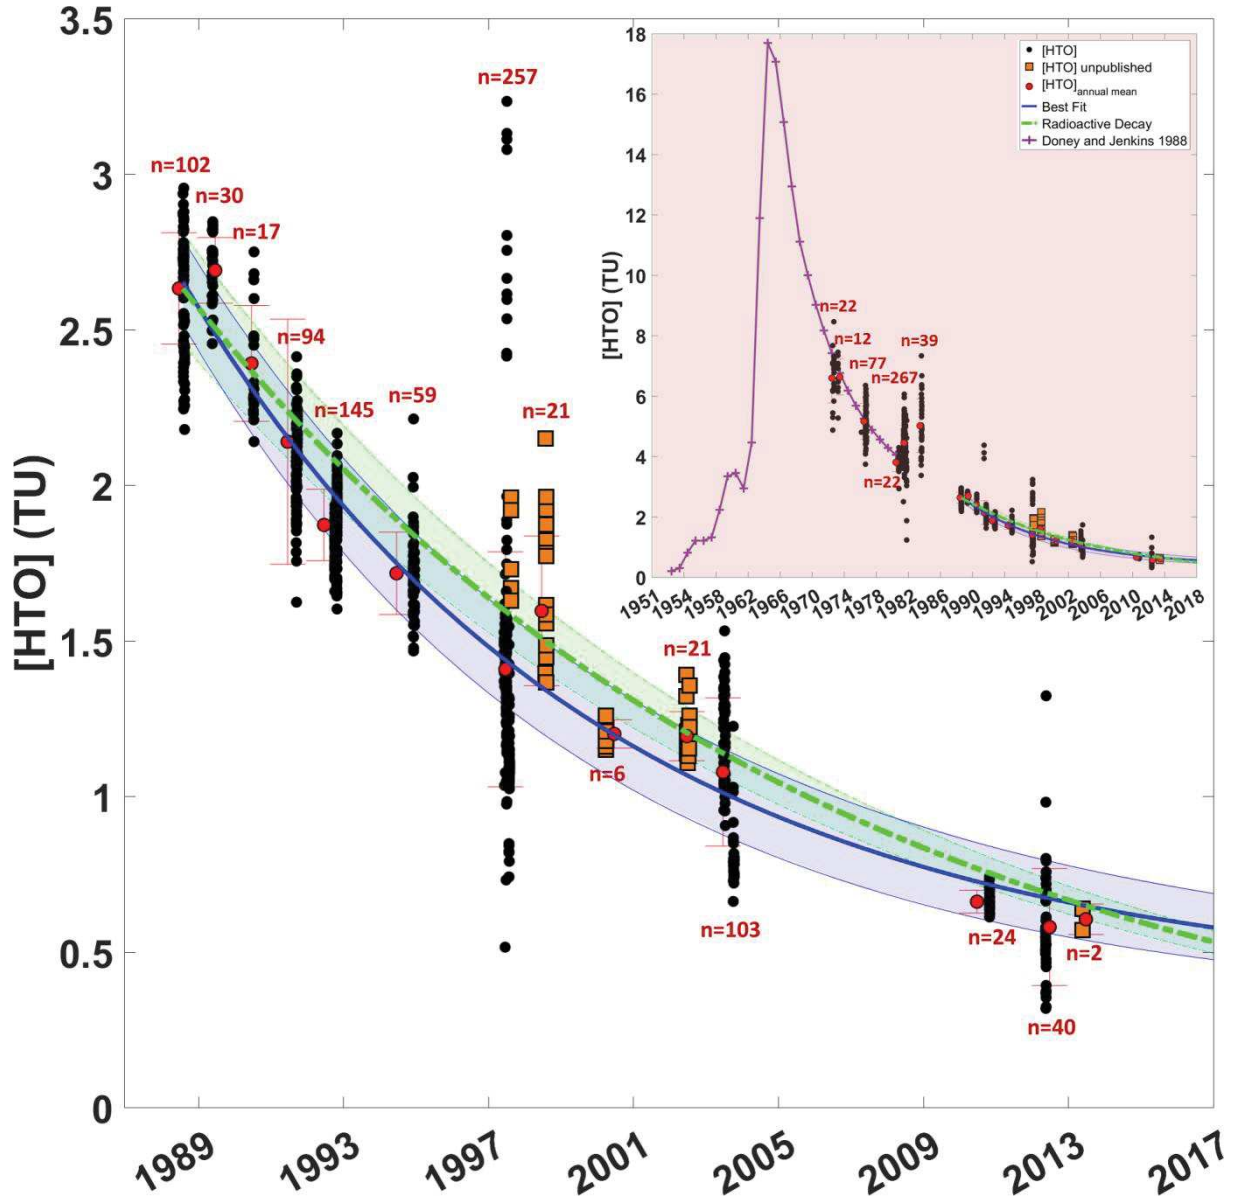 [HTO] (TU)
3.5
3
2.5
2
1.5
1
0.5
0
1989
1993
1997
2001
2005
2009
2013
2017
n=102
n=30
n=17
n=94
n=145
n=59
n=257
n=21
n=6
n=21
n=103
n=24
n=40
n=2
[HTO] (TU)
18
16
14
12
10
8
6
4
2
0
1951
1954
1958
1962
1966
1970
1974
1978
1982
1986
1990
1994
1998
2002
2006
2010
2014
2018
n=22
n=12
n=77
n=267
n=39
n=22
[HTO]
[HTO] unpublished
[HTO]annual mean
Best Fit
Radioactive Decay
Doney and Jenkins 1988